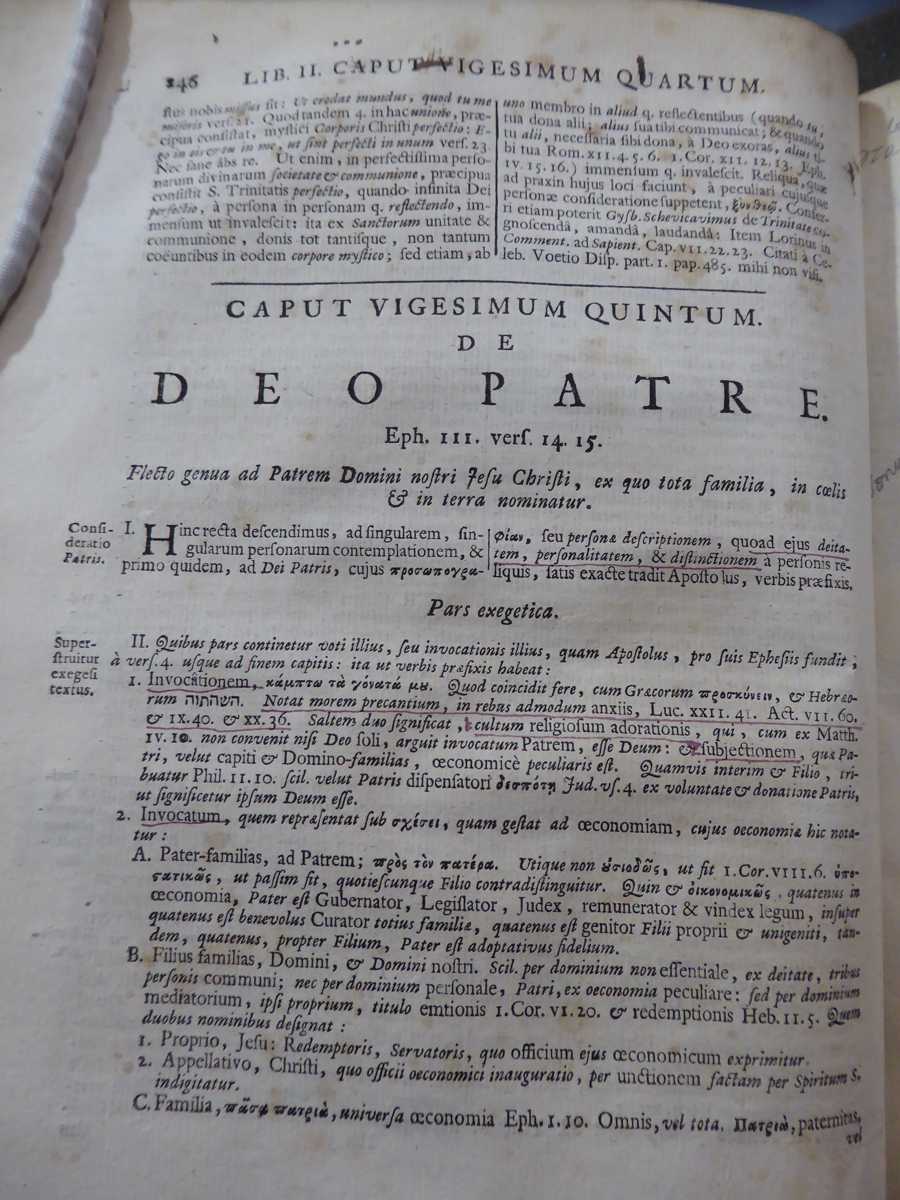 246 LIB. II. CAPUT VIGESIMUM QUARTUM.
ſtus nobis miſſus ſit: Ut credat mundus, quod tu me
verſ. 21. Quod tandem 4. in hac unione, præ-
cipua conſiſtat, myſtici Corporis Chriſti perfectio: E-
go in eis et tu in me, ut ſint perfecti in unum verſ. 23.
Nec ſane àbs re. Ut enim, in perfectiſſima perſo-
narum divinarum ſocietate & communione, præcipua
conſiſtit S. Trinitatis perfectio, quando infinita Dei
perfectio, à perſona in perſonam q. reflectendo, im-
menſum ut invaleſcit: ita ex Sanctorum unitate &
communione, donis tot tantiſque, non tantum
coëuntibus in eodem corpore myſtico; ſed etiam, ab
uno membro in aliud q. reflectentibus (quando tu,
tua dona alii; alius ſua tibi communicat; & quando
tu alii, neceſſaria ſibi dona, à Deo exoras, alius ti-
bi tua Rom. XII. 4. 5. 6. 1. Cor. XII. 12. 13. Eph.
IV. 15. 16.) immenſum q. invaleſcit. Reliqua, quæ
ad praxin hujus loci faciunt, à peculiari cujuſque
perſonæ conſideratione ſuppetent, ξὺν θεῷ. Confer-
ri etiam poterit Gyſb. Schevicavimus de Trinitate co-
gnoſcendâ, amandâ, laudandâ: Item Lorinus in
Comment. ad Sapient. Cap. VII. 22. 23. Citati à Ce-
leb. Voetio Diſp. part. 1. pap. 485. mihi non viſi.
CAPUT VIGESIMUM QUINTUM.
DE
DEO PATRE.
Eph. III. verſ. 14. 15.
Flecto genua ad Patrem Domini noſtri Jeſu Chriſti, ex quo tota familia, in cœlis
& in terra nominatur.
Conſi-
deratio
Patris.
I. Hinc recta deſcendimus, ad ſingularem, ſin-
gularum perſonarum contemplationem, &
primo quidem, ad Dei Patris, cujus προσωπογρα-
φίαν, ſeu perſonæ deſcriptionem, quoad ejus deita-
tem, perſonalitatem, & diſtinctionem à perſonis re-
liquis, ſatis exacte tradit Apoſtolus, verbis præfixis.
Pars exegetica.
Super-
ſtruitur
exegeſi
textus.
II. Quibus pars continetur voti illius, ſeu invocationis illius, quam Apoſtolus, pro ſuis Epheſiis fundit,
à verſ. 4. uſque ad finem capitis: ita ut verbis præfixis habeat:
1. Invocationem, κάμπτω τὰ γόνατά μου. Quod coincidit fere, cum Græcorum προσκύνειν, & Hebræo-
rum השתחוה. Notat morem precantium, in rebus admodum anxiis, Luc. XXII. 41. Act. VII. 60.
& IX. 40. & XX. 36. Saltem duo ſignificat, cultum religioſum adorationis, qui, cum ex Matth.
IV. 10. non convenit niſi Deo ſoli, arguit invocatum Patrem, eſſe Deum: & ſubjectionem, quæ Pa-
tri, velut capiti & Domino-familias, œconomicè peculiaris eſt. Quamvis interim & Filio, tri-
buatur Phil. II. 10. ſcil. velut Patris diſpenſatori δεσπότῃ Jud. vſ. 4. ex voluntate & donatione Patris,
ut ſignificetur ipſum Deum eſſe.
2. Invocatum, quem repræſentat ſub σχέσει, quam geſtat ad œconomiam, cujus oeconomiæ hic nota-
tur:
A. Pater-familias, ad Patrem; πρὸς τὸν πατέρα. Utique non οὐσιωδῶς, ut fit 1. Cor. VIII. 6. ὑπο-
στατικῶς, ut paſſim fit, quotieſcunque Filio contradiſtinguitur. Quin & οἰκονομικῶς, quatenus in
œconomia, Pater eſt Gubernator, Legiſlator, Judex, remunerator & vindex legum, inſuper
quatenus eſt benevolus Curator totius familiæ, quatenus eſt genitor Filii proprii & unigeniti, tan-
dem, quatenus, propter Filium, Pater eſt adoptativus fidelium.
B. Filius familias, Domini, & Domini noſtri. Scil. per dominium non eſſentiale, ex deitate, tribus
perſonis communi; nec per dominium perſonale, Patri, ex oeconomia peculiare: ſed per dominium
mediatorium, ipſi proprium, titulo emtionis 1. Cor. VI. 20. & redemptionis Heb. II. 5. Quem
duobus nominibus deſignat:
1. Proprio, Jeſu: Redemptoris, Servatoris, quo officium ejus œconomicum exprimitur.
2. Appellativo, Chriſti, quo officii oeconomici inauguratio, per unctionem factam per Spiritum S.
indigitatur.
C. Familia, πᾶσα πατριὰ, univerſa œconomia Eph. 1. 10. Omnis, vel tota. Πατριὰ, paternitas,
vel